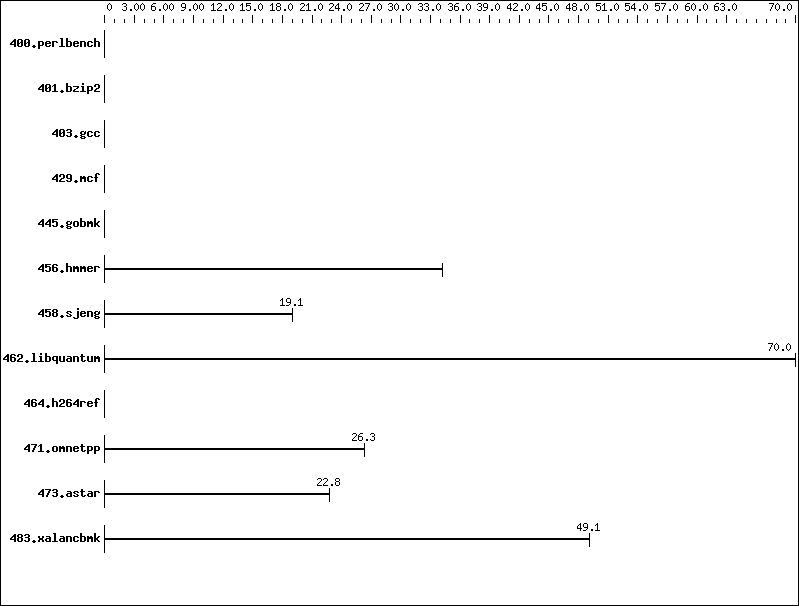 0 3.00 6.00 9.00 12.0 15.0 18.0 21.0 24.0 27.0 30.0 33.0 36.0 39.0 42.0 45.0 48.0 51.0 54.0 57.0 60.0 63.0 70.0
400.perlbench
401.bzip2
403.gcc
429.mcf
445.gobmk
456.hmmer
19.1
458.sjeng
70.0
462.libquantum
464.h264ref
26.3
471.omnetpp
22.8
473.astar
49.1
483.xalancbmk